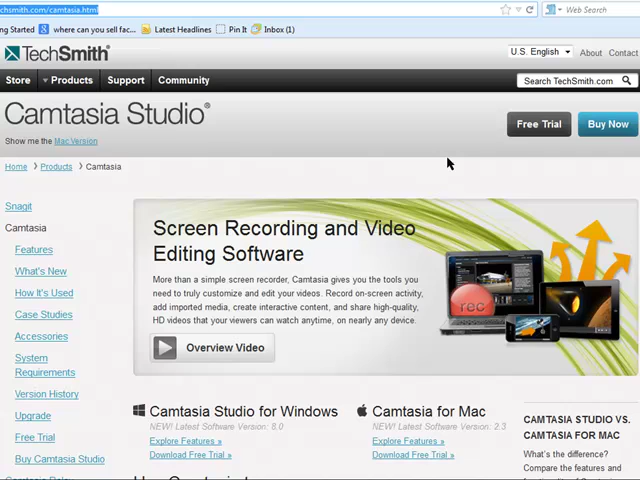 chsmith.com/camtasia.html
Web Search
ng Started
where can you sell fac...
Latest Headlines
Pin It
Inbox (1)
TechSmith®
U.S. English
About
Contact
Store
Products
Support
Community
Search TechSmith.com
Camtasia Studio®
Free Trial
Buy Now
Show me the Mac Version
Home > Products > Camtasia
Snagit
Camtasia
Features
What's New
How It's Used
Case Studies
Accessories
System
Requirements
Version History
Upgrade
Free Trial
Buy Camtasia Studio
Screen Recording and Video
Editing Software
More than a simple screen recorder, Camtasia gives you the tools you
need to truly customize and edit your videos. Record on-screen activity,
add imported media, create interactive content, and share high-quality,
HD videos that your viewers can watch anytime, on nearly any device.
rec
Overview Video
Camtasia Studio for Windows
NEW! Latest Software Version: 8.0
Explore Features »
Download Free Trial »
Camtasia for Mac
NEW! Latest Software Version: 2.3
Explore Features »
Download Free Trial »
CAMTASIA STUDIO VS.
CAMTASIA FOR MAC
What's the difference?
Compare the features and